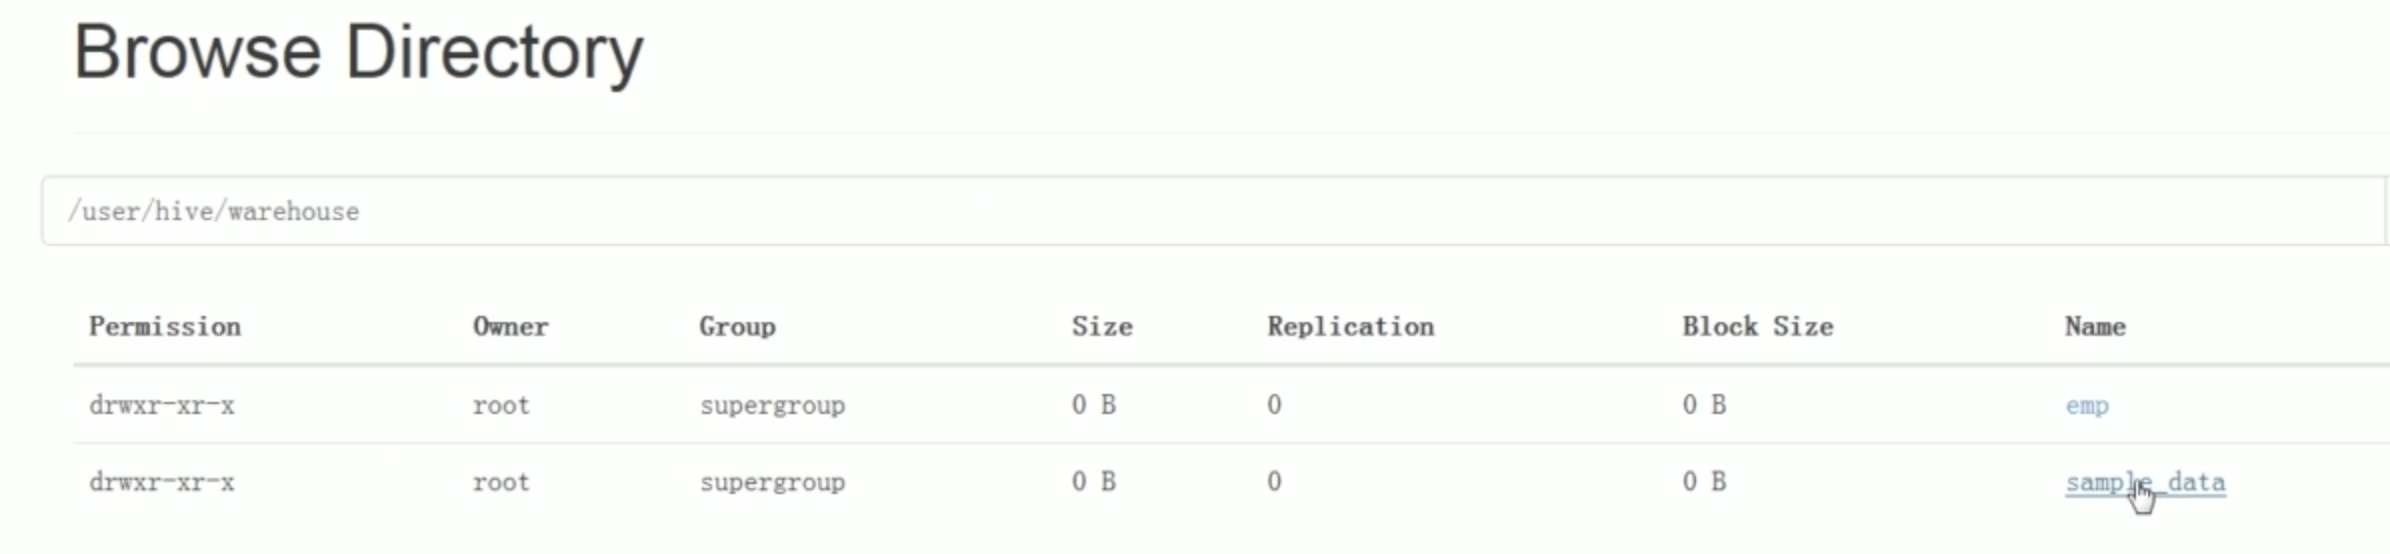 Browse Directory
/user/hive/warehouse
Permission Owner Group Size Replication Block Size Name
drwxr-xr-x root supergroup 0 B 0 0 B emp
drwxr-xr-x root supergroup 0 B 0 0 B sample_data